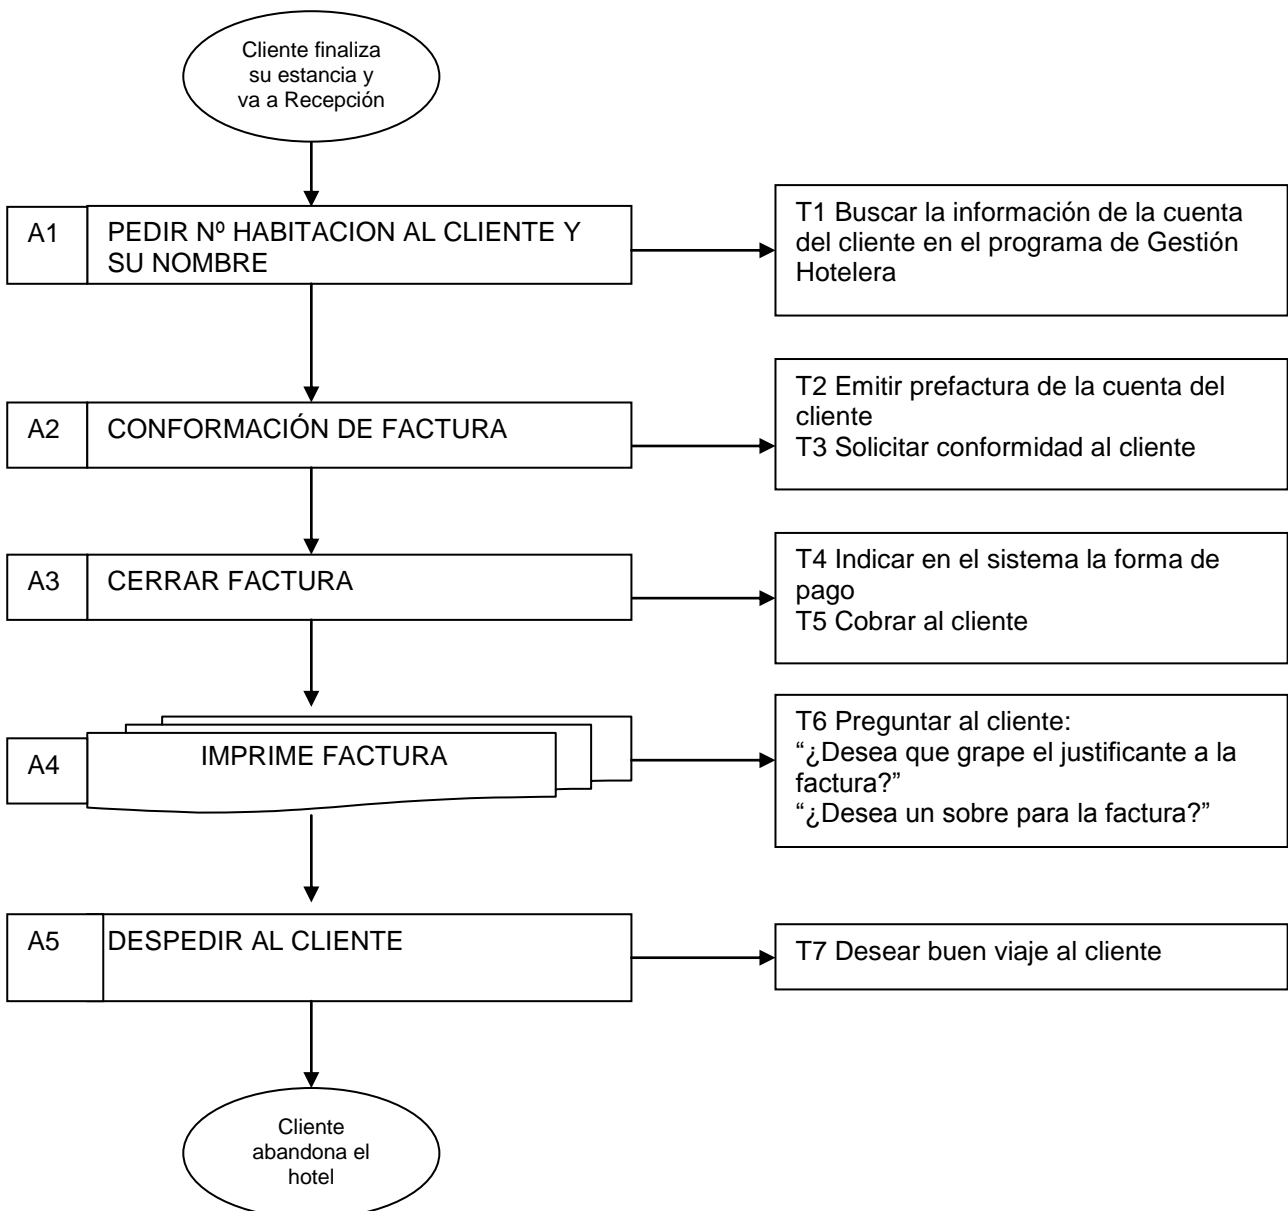 Cliente finaliza
su estancia y
va a Recepción
A1
PEDIR Nº HABITACION AL CLIENTE Y
SU NOMBRE
T1 Buscar la información de la cuenta
del cliente en el programa de Gestión
Hotelera
A2
CONFORMACIÓN DE FACTURA
T2 Emitir prefactura de la cuenta del
cliente
T3 Solicitar conformidad al cliente
A3
CERRAR FACTURA
T4 Indicar en el sistema la forma de
pago
T5 Cobrar al cliente
A4
IMPRIME FACTURA
T6 Preguntar al cliente:
“¿Desea que grape el justificante a la
factura?”
“¿Desea un sobre para la factura?”
A5
DESPEDIR AL CLIENTE
T7 Desear buen viaje al cliente
Cliente
abandona el
hotel